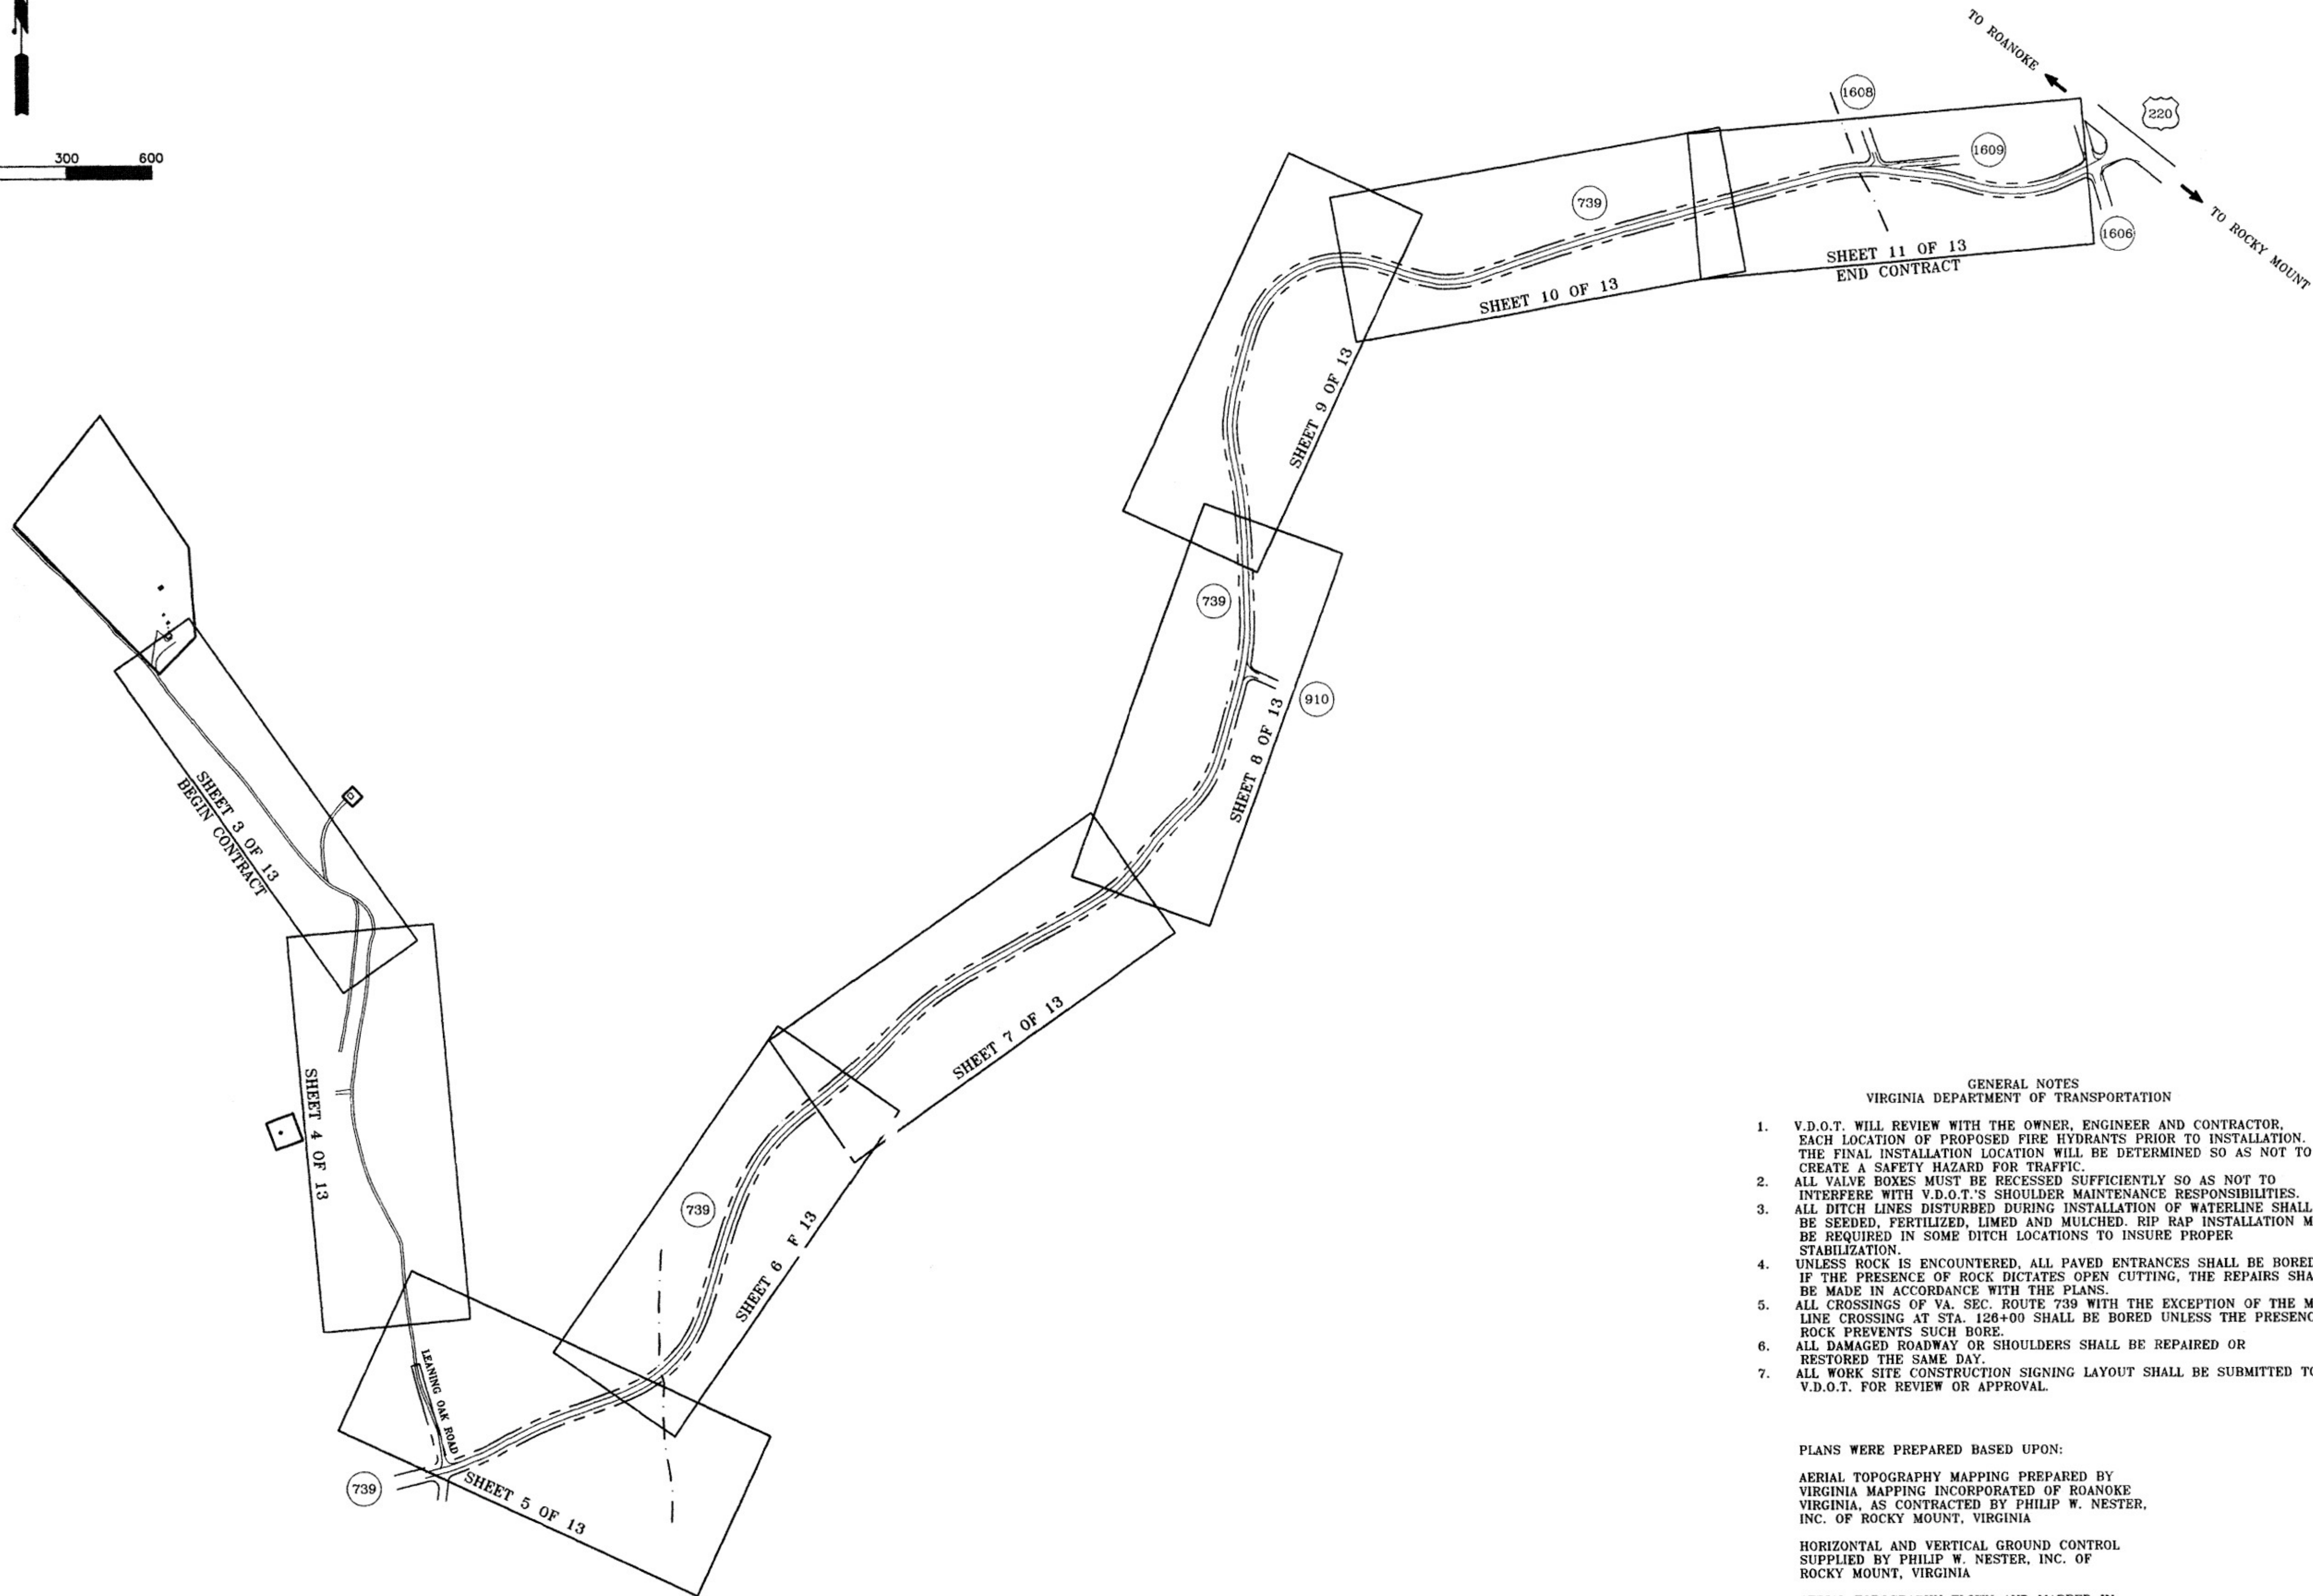 TO ROANOKE
220
1608
1609
300 600
739
1606
TO ROCKY MOUNT
SHEET 11 OF 13
END CONTRACT
SHEET 10 OF 13
SHEET 9 OF 13
739
910
SHEET 8 OF 13
SHEET 3 OF 13
BEGIN CONTRACT
SHEET 7 OF 13
SHEET 4 OF 13
739
SHEET 6 F 13
LEANING OAK ROAD
739
SHEET 5 OF 13
GENERAL NOTES
VIRGINIA DEPARTMENT OF TRANSPORTATION
1. V.D.O.T. WILL REVIEW WITH THE OWNER, ENGINEER AND CONTRACTOR,
EACH LOCATION OF PROPOSED FIRE HYDRANTS PRIOR TO INSTALLATION.
THE FINAL INSTALLATION LOCATION WILL BE DETERMINED SO AS NOT TO
CREATE A SAFETY HAZARD FOR TRAFFIC.
2. ALL VALVE BOXES MUST BE RECESSED SUFFICIENTLY SO AS NOT TO
INTERFERE WITH V.D.O.T.'S SHOULDER MAINTENANCE RESPONSIBILITIES.
3. ALL DITCH LINES DISTURBED DURING INSTALLATION OF WATERLINE SHALL
BE SEEDED, FERTILIZED, LIMED AND MULCHED. RIP RAP INSTALLATION M
BE REQUIRED IN SOME DITCH LOCATIONS TO INSURE PROPER
STABILIZATION.
4. UNLESS ROCK IS ENCOUNTERED, ALL PAVED ENTRANCES SHALL BE BORED
IF THE PRESENCE OF ROCK DICTATES OPEN CUTTING, THE REPAIRS SHA
BE MADE IN ACCORDANCE WITH THE PLANS.
5. ALL CROSSINGS OF VA. SEC. ROUTE 739 WITH THE EXCEPTION OF THE M
LINE CROSSING AT STA. 126+00 SHALL BE BORED UNLESS THE PRESENC
ROCK PREVENTS SUCH BORE.
6. ALL DAMAGED ROADWAY OR SHOULDERS SHALL BE REPAIRED OR
RESTORED THE SAME DAY.
7. ALL WORK SITE CONSTRUCTION SIGNING LAYOUT SHALL BE SUBMITTED TO
V.D.O.T. FOR REVIEW OR APPROVAL.
PLANS WERE PREPARED BASED UPON:
AERIAL TOPOGRAPHY MAPPING PREPARED BY
VIRGINIA MAPPING INCORPORATED OF ROANOKE
VIRGINIA, AS CONTRACTED BY PHILIP W. NESTER,
INC. OF ROCKY MOUNT, VIRGINIA
HORIZONTAL AND VERTICAL GROUND CONTROL
SUPPLIED BY PHILIP W. NESTER, INC. OF
ROCKY MOUNT, VIRGINIA